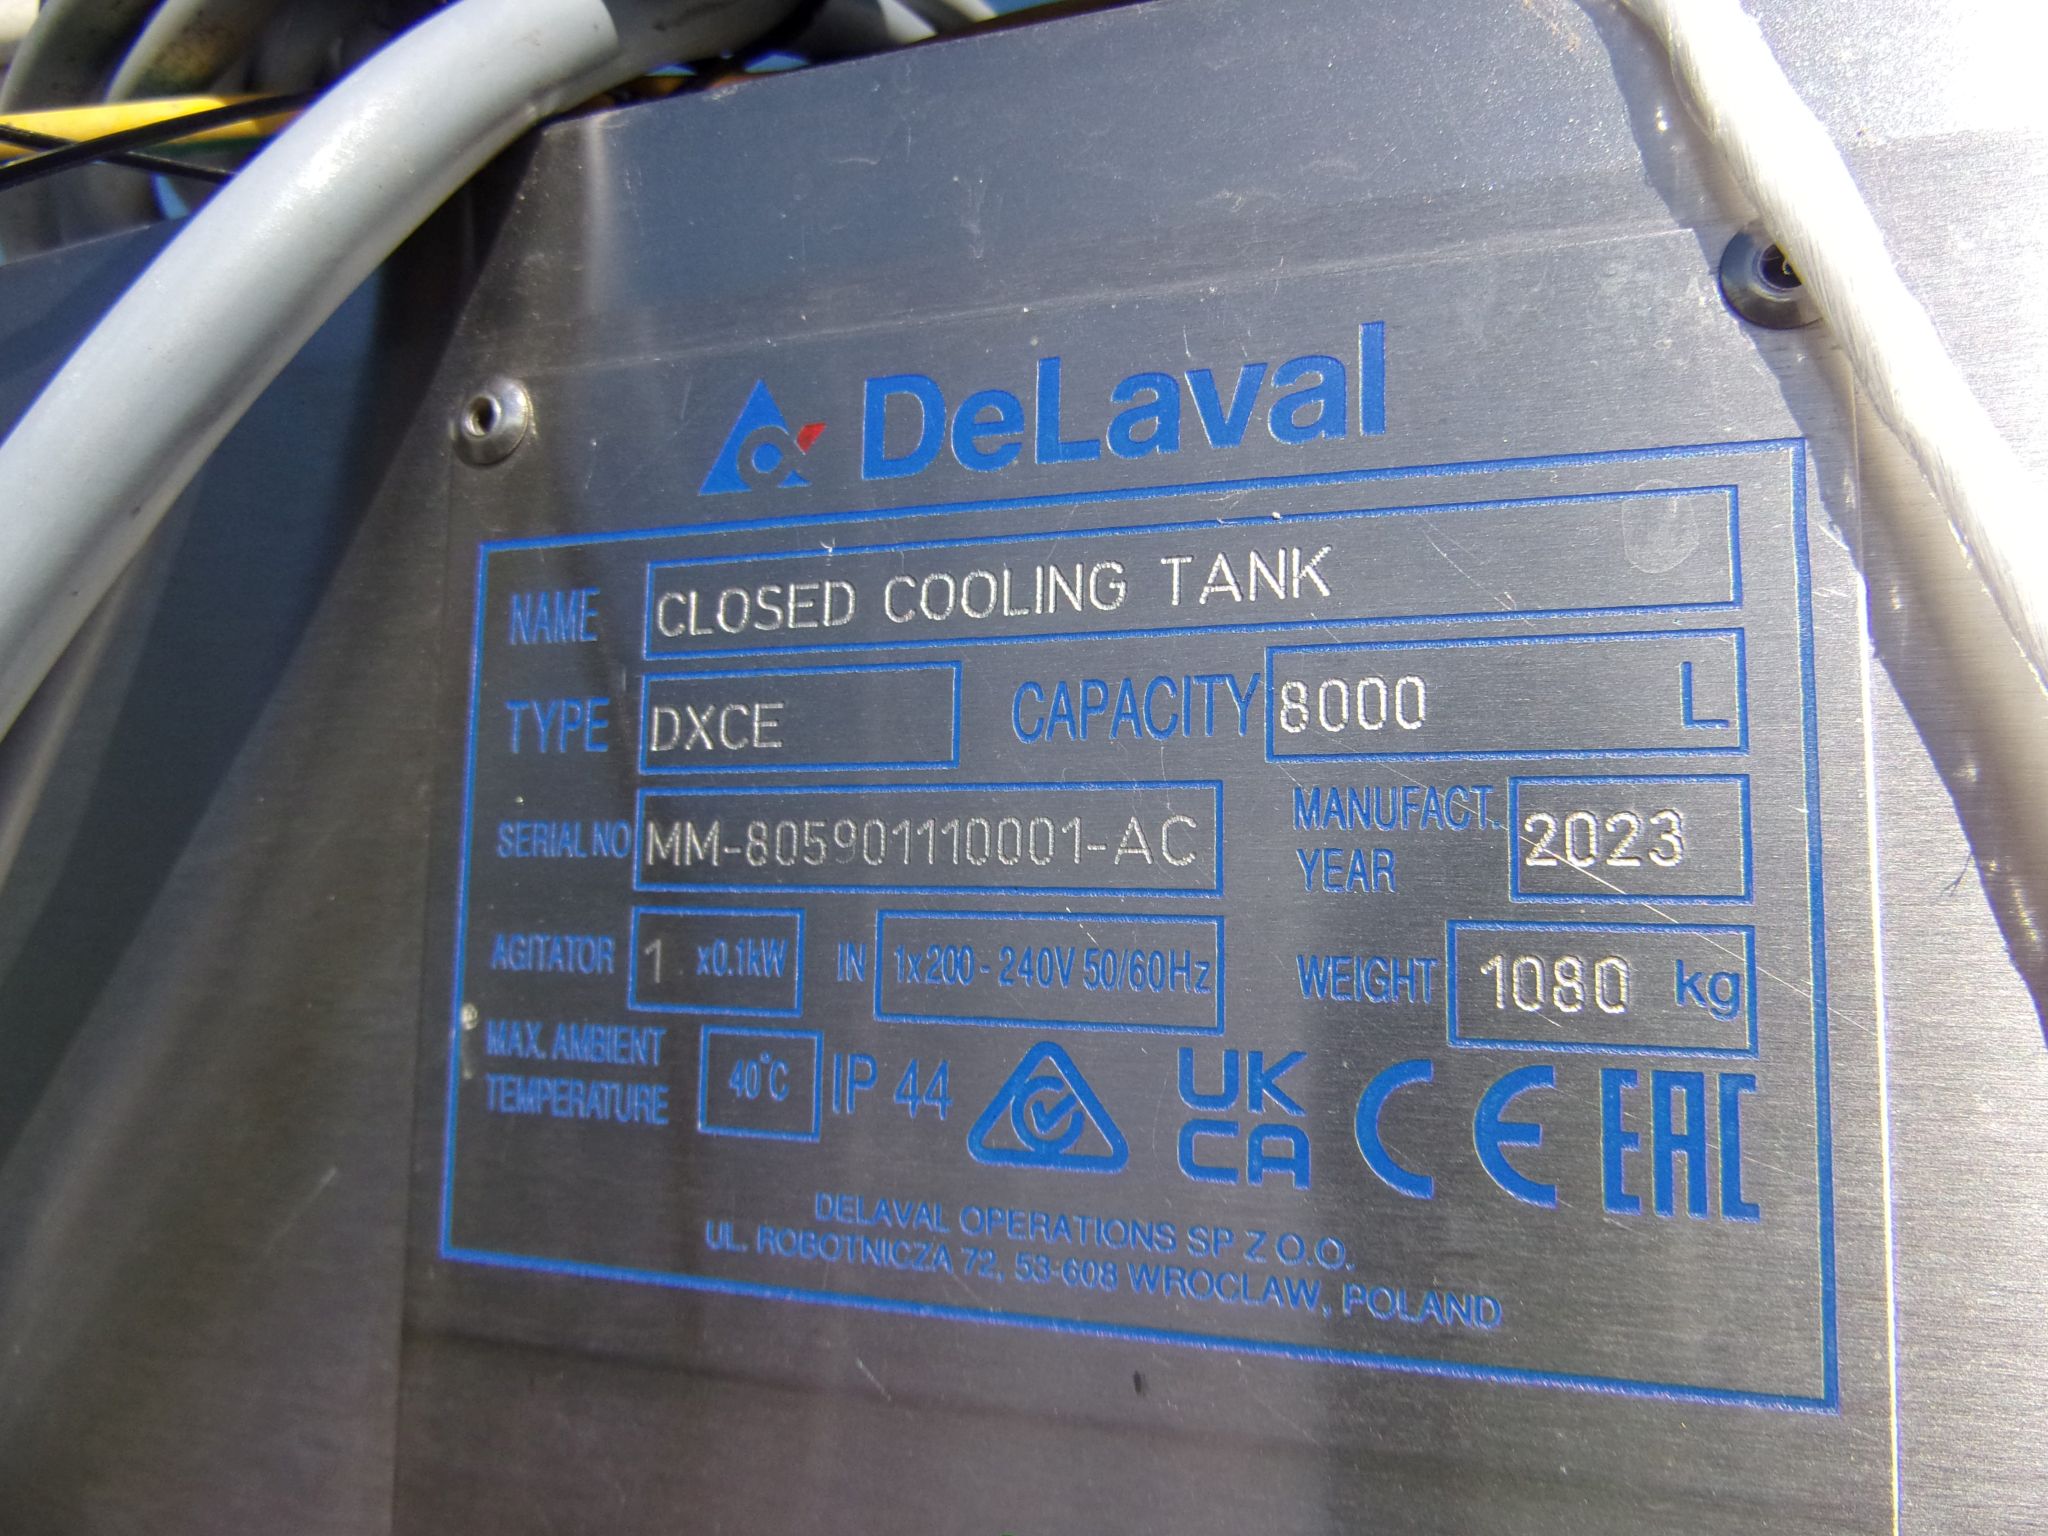 DeLaval
NAME CLOSED COOLING TANK
TYPE DXCE CAPACITY 8000 L
SERIAL NO MM-805901110001-AC MANUFACT. YEAR 2023
AGITATOR 1 x0.1kW IN 1x200-240V 50/60Hz WEIGHT 1080 kg
MAX. AMBIENT TEMPERATURE 40°C IP 44 UK CA CE EAC
DELAVAL OPERATIONS SP Z O.O.
UL. ROBOTNICZA 72, 53-608 WROCLAW, POLAND